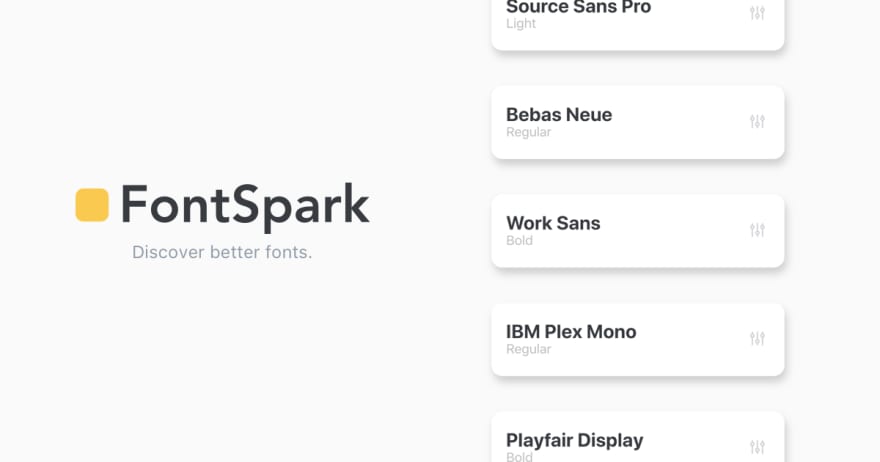 FontSpark
Discover better fonts.
Source Sans Pro
Light
Bebas Neue
Regular
Work Sans
Bold
IBM Plex Mono
Regular
Playfair Display
Bold